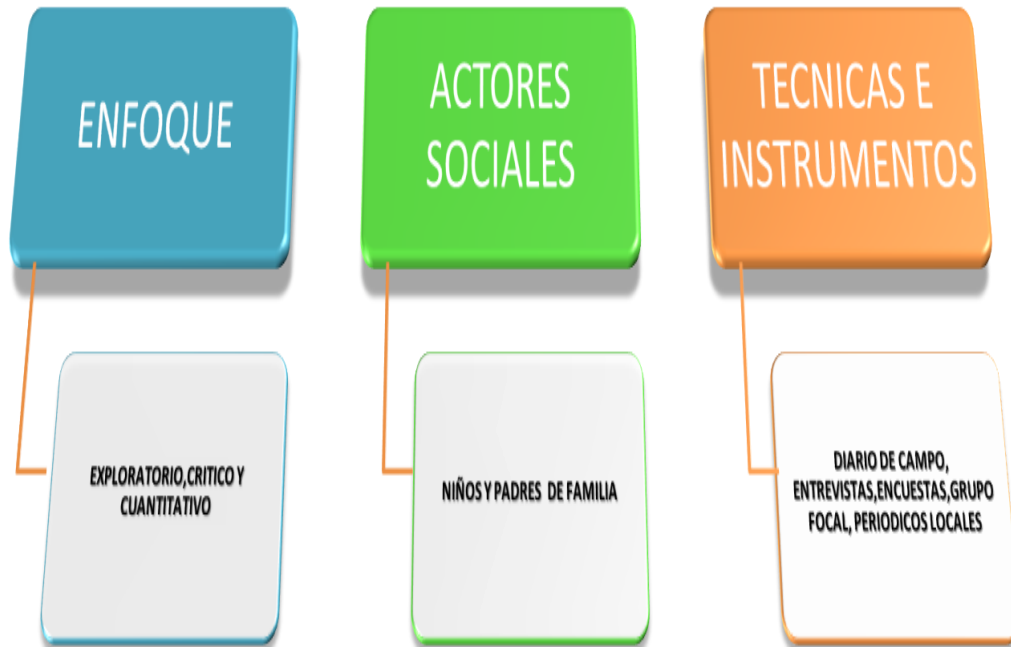 ENFOQUE
EXPLORATORIO,CRITICO Y
CUANTITATIVO
ACTORES
SOCIALES
NIÑOS Y PADRES DE FAMILIA
TECNICAS E
INSTRUMENTOS
DIARIO DE CAMPO,
ENTREVISTAS,ENCUESTAS,GRUPO
FOCAL, PERIODICOS LOCALES